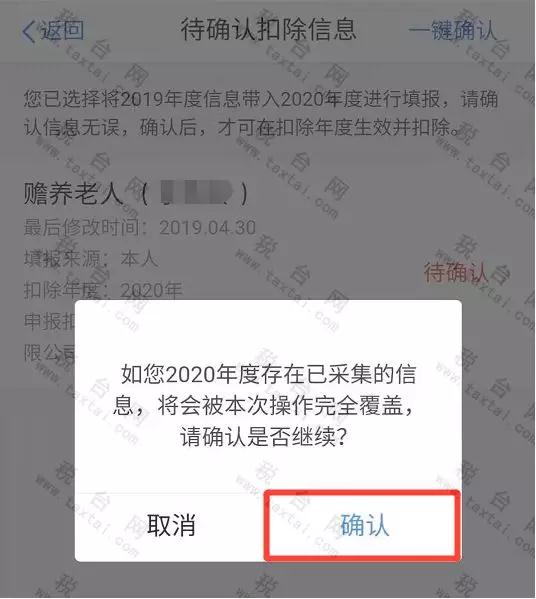 返回
待确认扣除信息
一键确认
您已选择将2019年度信息带入2020年度进行填报，请确
认信息无误，确认后，才可在扣除年度生效并扣除。
赡养老人（ ）
最后修改时间：2019.04.30
填报来源：本人
待确认
扣除年度：2020年
申报扣
限公司
如您2020年度存在已采集的信
息，将会被本次操作完全覆盖，
请确认是否继续？
取消
确认
税台网
www.taxtai.com